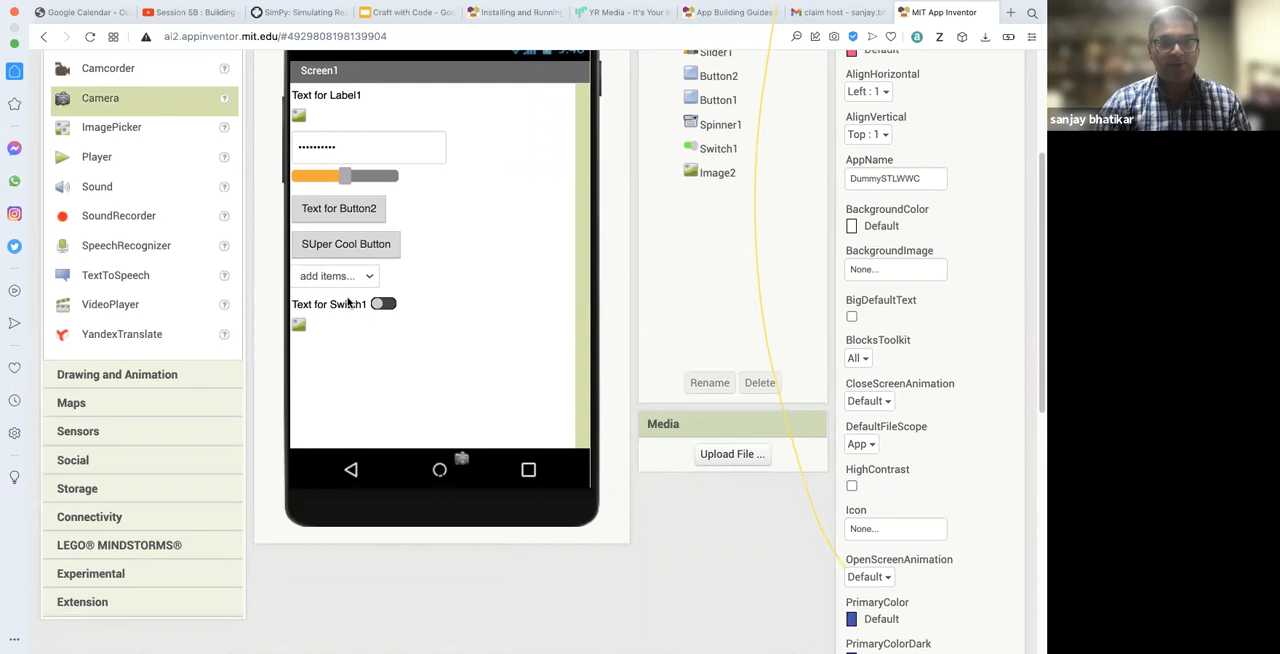 Google Calendar - Oc
Session 5B : Building
SimPy: Simulating Re
Craft with Code - Goo
Installing and Running
YR Media - It's Your M
App Building Guides
claim host - sanjay.bh
MIT App Inventor
ai2.appinventor.mit.edu/#4929808198139904
Camcorder
Camera
ImagePicker
Player
Sound
SoundRecorder
SpeechRecognizer
TextToSpeech
VideoPlayer
YandexTranslate
Drawing and Animation
Maps
Sensors
Social
Storage
Connectivity
LEGO® MINDSTORMS®
Experimental
Extension
9:48
Screen1
Text for Label1
Text for Button2
SUper Cool Button
add items...
Text for Switch1
Slider1
Button2
Button1
Spinner1
Switch1
Image2
Rename
Delete
Media
Upload File ...
Default
AlignHorizontal
Left : 1
AlignVertical
Top : 1
AppName
DummySTLWWC
BackgroundColor
Default
BackgroundImage
None...
BigDefaultText
BlocksToolkit
All
CloseScreenAnimation
Default
DefaultFileScope
App
HighContrast
Icon
None...
OpenScreenAnimation
Default
PrimaryColor
Default
PrimaryColorDark
sanjay bhatikar